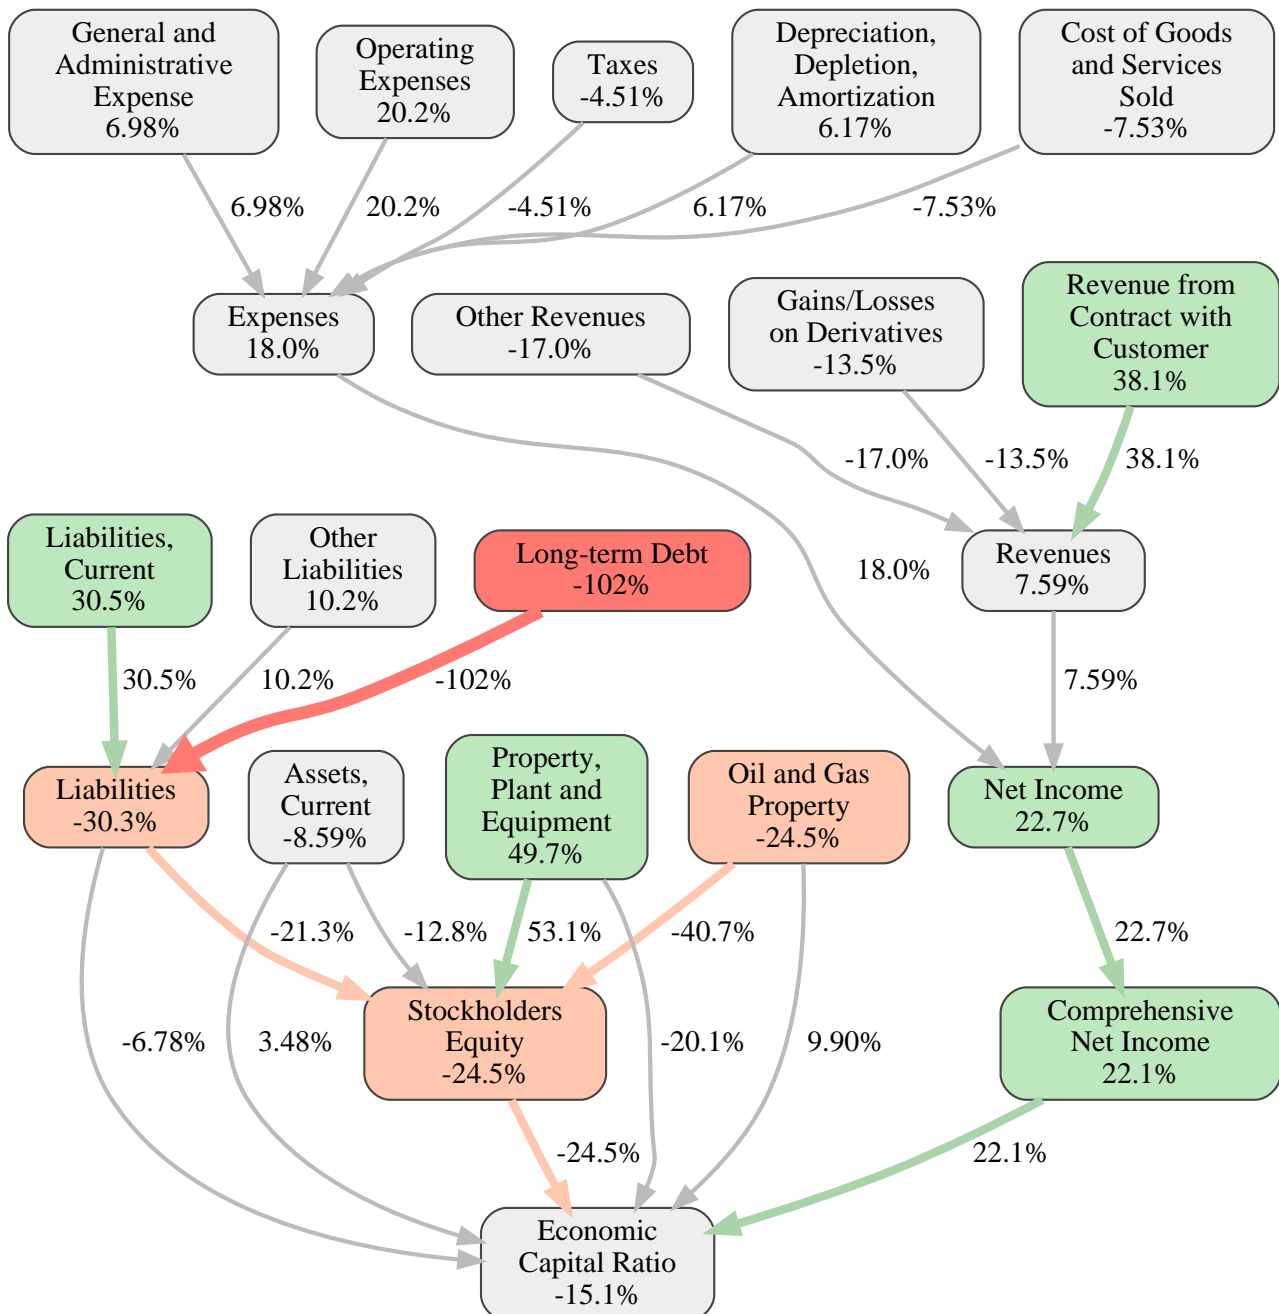 General and
Administrative
Expense
6.98%
Operating
Expenses
20.2%
Taxes
-4.51%
Depreciation,
Depletion,
Amortization
6.17%
Cost of Goods
and Services
Sold
-7.53%
6.98%
20.2%
-4.51%
6.17%
-7.53%
Expenses
18.0%
Other Revenues
-17.0%
Gains/Losses
on Derivatives
-13.5%
Revenue from
Contract with
Customer
38.1%
-17.0%
-13.5%
38.1%
Liabilities,
Current
30.5%
Other
Liabilities
10.2%
Long-term Debt
-102%
18.0%
Revenues
7.59%
30.5%
10.2%
-102%
7.59%
Liabilities
-30.3%
Assets,
Current
-8.59%
Property,
Plant and
Equipment
49.7%
Oil and Gas
Property
-24.5%
Net Income
22.7%
-21.3%
-12.8%
53.1%
-40.7%
22.7%
Stockholders
Equity
-24.5%
Comprehensive
Net Income
22.1%
-6.78%
3.48%
-20.1%
9.90%
-24.5%
22.1%
Economic
Capital Ratio
-15.1%